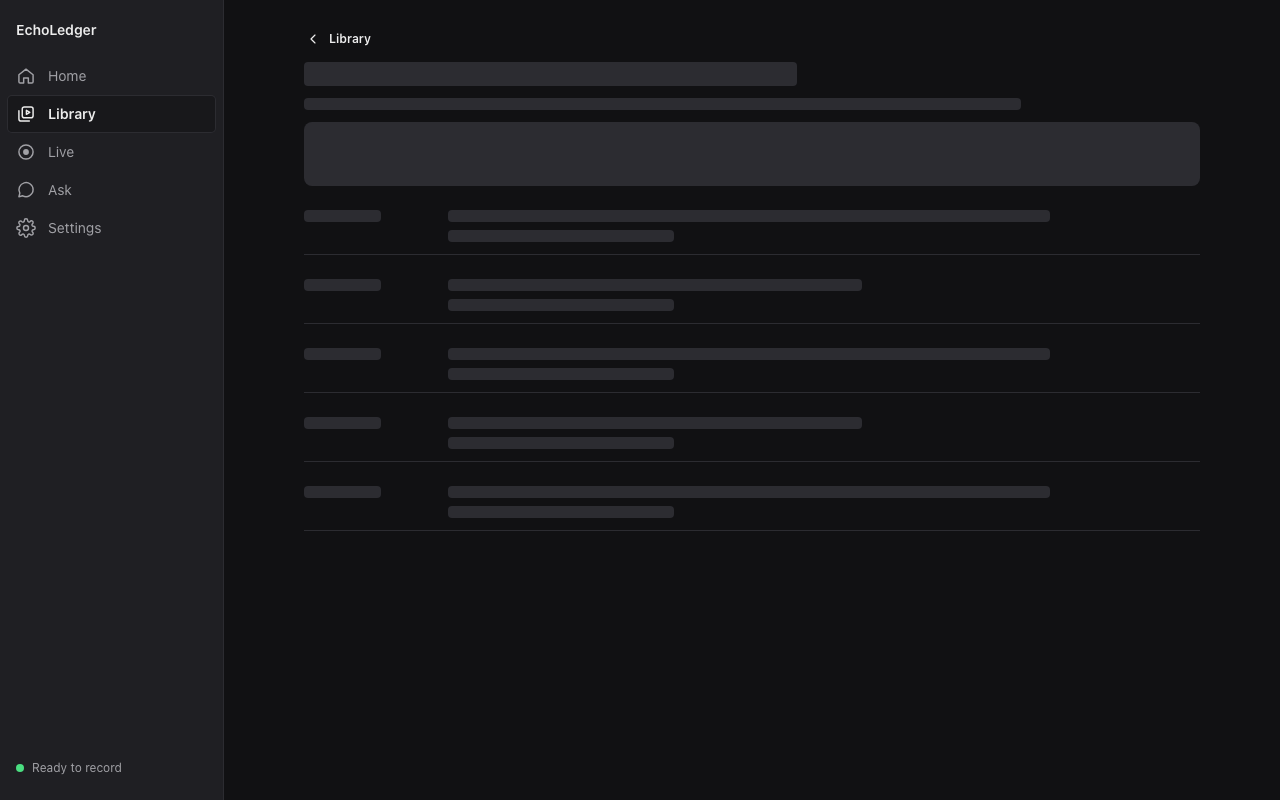 EchoLedger
Home
Library
Live
Ask
Settings
Ready to record
Library